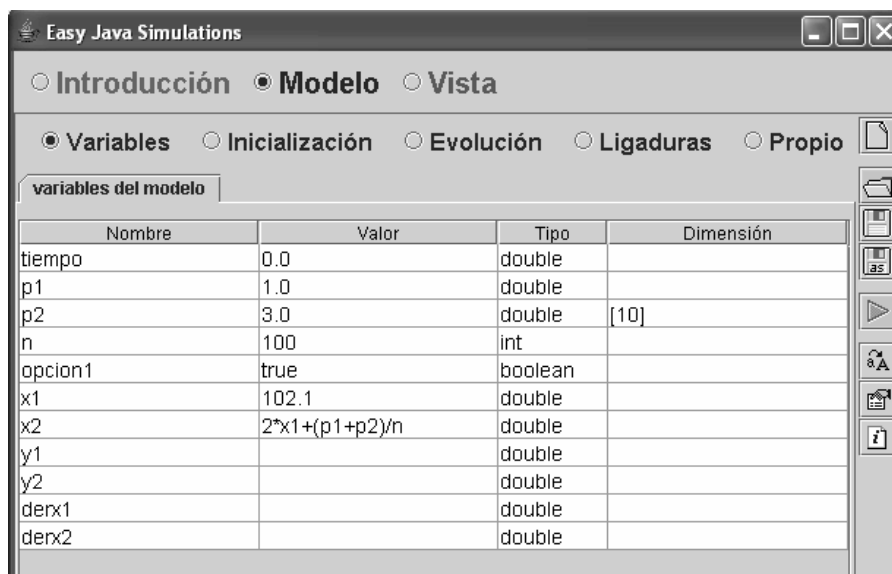 Easy Java Simulations
Introducción Modelo Vista
Variables Inicialización Evolución Ligaduras Propio
variables del modelo
Nombre Valor Tipo Dimensión
tiempo 0.0 double
p1 1.0 double
p2 3.0 double [10]
n 100 int
opcion1 true boolean
x1 102.1 double
x2 2*x1+(p1+p2)/n double
y1 double
y2 double
derx1 double
derx2 double
as
aA
i